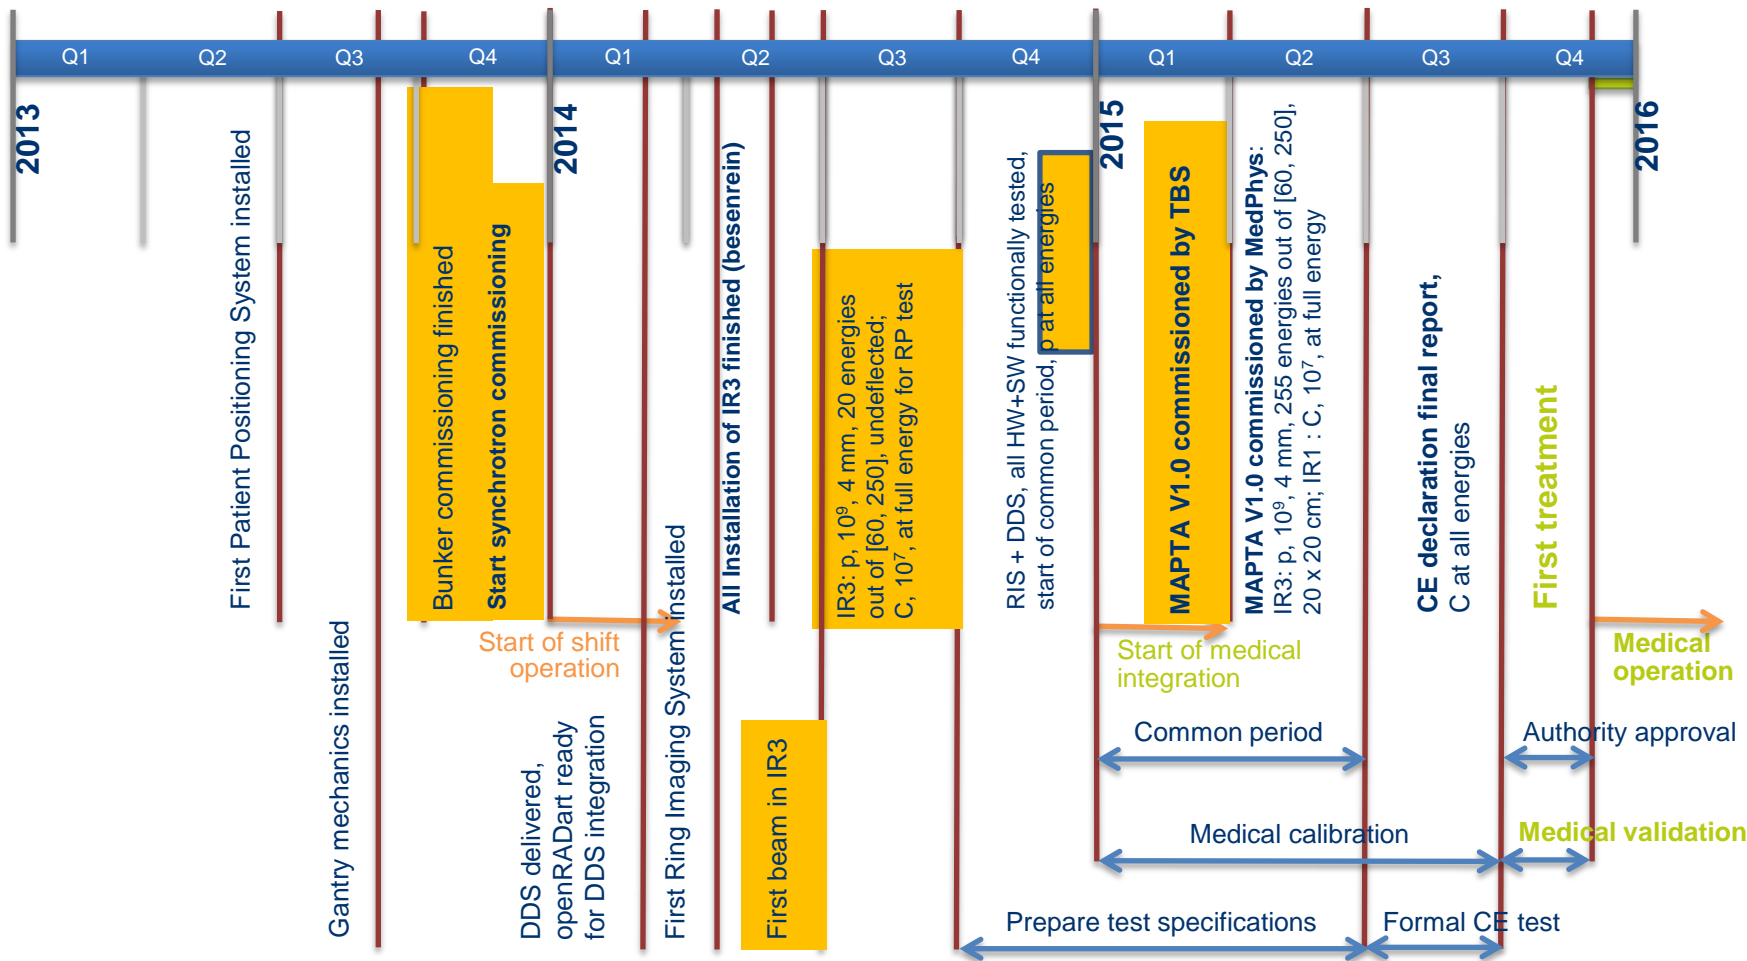 Q1
Q2
Q3
Q4
Q1
Q2
Q3
Q4
Q1
Q2
Q3
Q4
2013
2014
2015
2016
First Patient Positioning System installed
Gantry mechanics installed
Bunker commissioning finished
Start synchrotron commissioning
Start of shift
operation
DDS delivered,
openRADart ready
for DDS integration
First Ring Imaging System installed
All Installation of IR3 finished (besenrein)
First beam in IR3
IR3: p, 10⁹, 4 mm, 20 energies
out of [60, 250], undeflected;
C, 10⁷, at full energy for RP test
RIS + DDS, all HW+SW functionally tested,
start of common period, p at all energies
MAPTA V1.0 commissioned by TBS
Start of medical
integration
MAPTA V1.0 commissioned by MedPhys:
IR3: p, 10⁹, 4 mm, 255 energies out of [60, 250],
20 x 20 cm; IR1 : C, 10⁷, at full energy
CE declaration final report,
C at all energies
First treatment
Medical
operation
Common period
Authority approval
Medical calibration
Medical validation
Prepare test specifications
Formal CE test